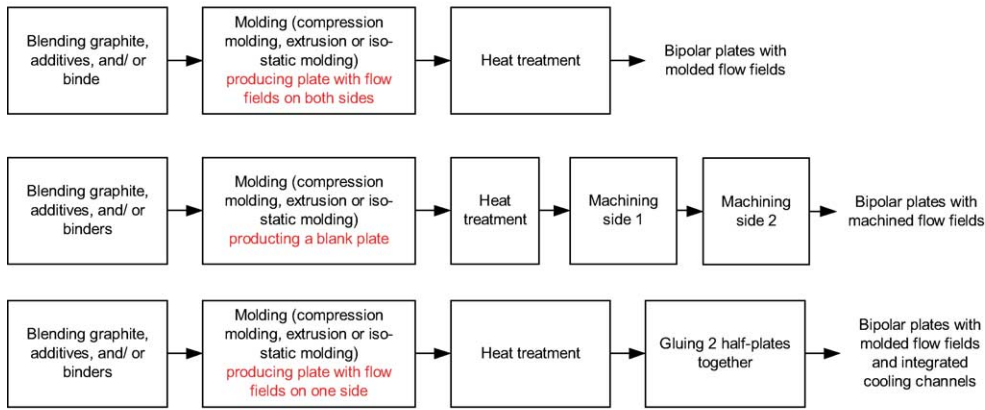 Blending graphite,
additives, and/ or
binde
Molding (compression
molding, extrusion or iso-
static molding)
producing plate with flow
fields on both sides
Heat treatment
Bipolar plates with
molded flow fields
Blending graphite,
additives, and/ or
binders
Molding (compression
molding, extrusion or iso-
static molding)
producting a blank plate
Heat
treatment
Machining
side 1
Machining
side 2
Bipolar plates with
machined flow fields
Blending graphite,
additives, and/ or
binders
Molding (compression
molding, extrusion or iso-
static molding)
producing plate with flow
fields on one side
Heat treatment
Gluing 2 half-plates
together
Bipolar plates with
molded flow fields
and integrated
cooling channels